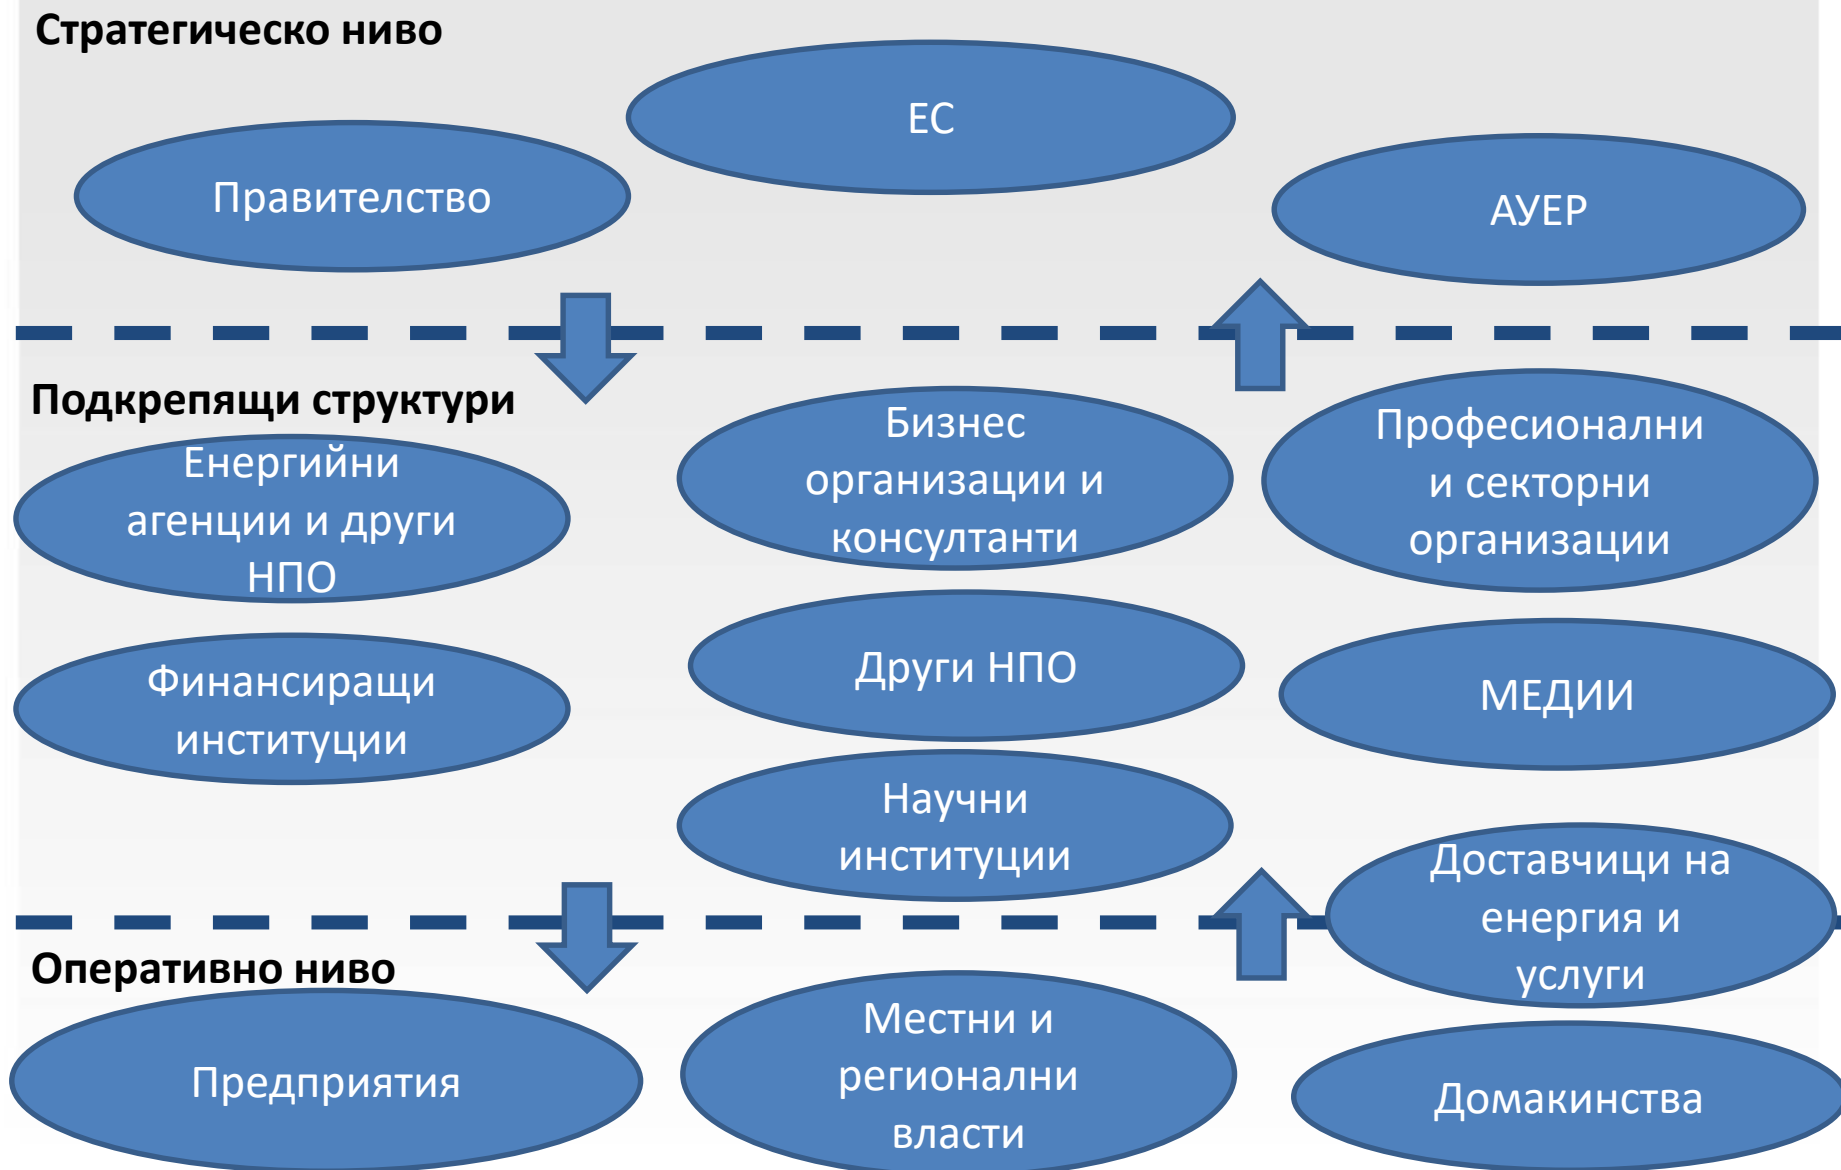 Стратегическо ниво
ЕС
Правителство
АУЕР
Подкрепящи структури
Енергийни
агенции и други
НПО
Бизнес
организации и
консултанти
Професионални
и секторни
организации
Финансиращи
институции
Други НПО
МЕДИИ
Научни
институции
Доставчици на
енергия и
услуги
Оперативно ниво
Предприятия
Местни и
регионални
власти
Домакинства